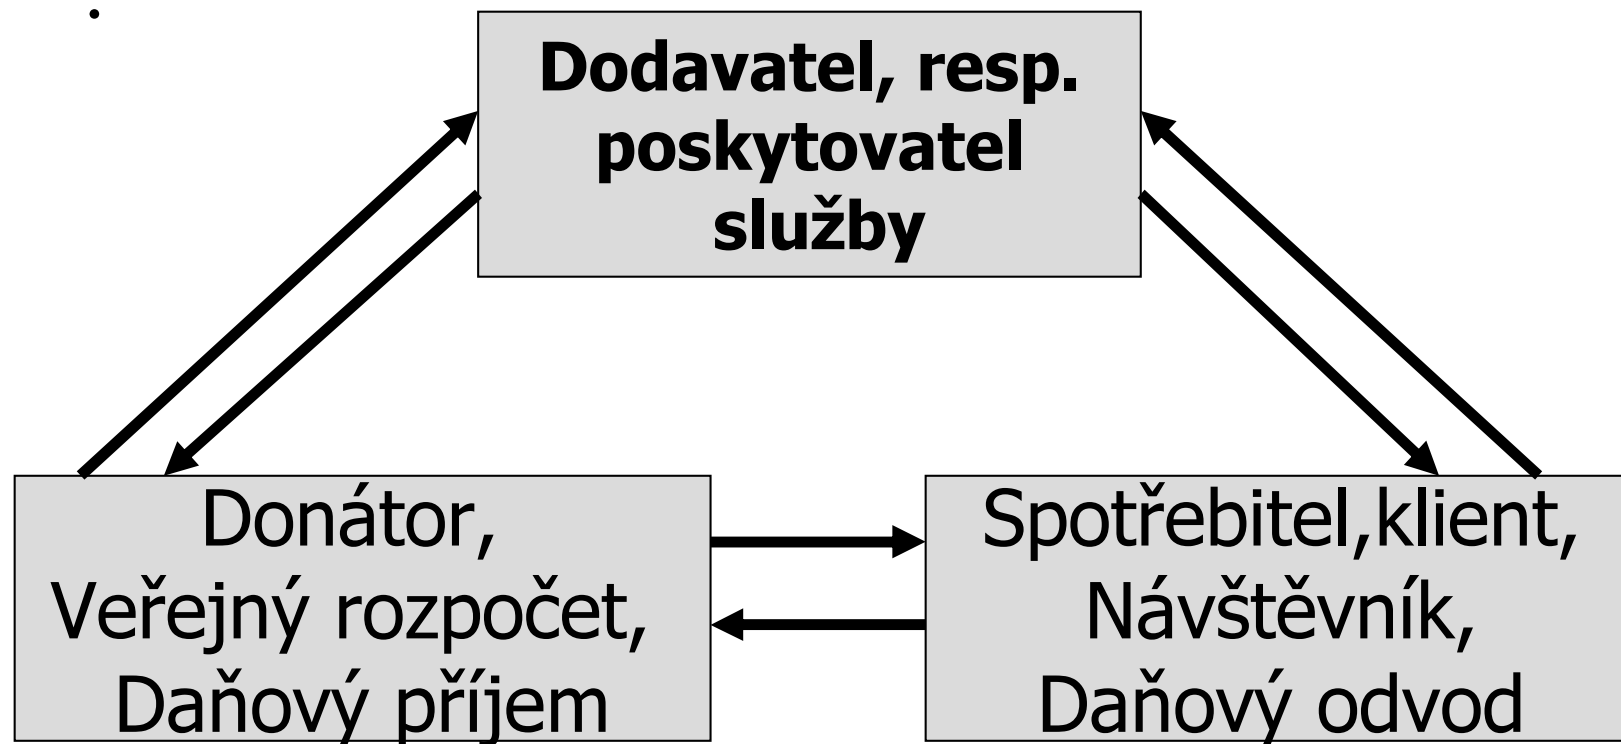 Dodavatel, resp.
poskytovatel
služby
Donátor,
Veřejný rozpočet,
Daňový příjem
Spotřebitel,klient,
Návštěvník,
Daňový odvod